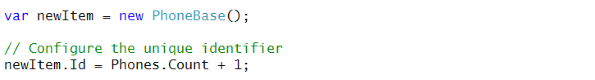 var newItem = new PhoneBase();
// Configure the unique identifier
newItem.Id = Phones.Count + 1;